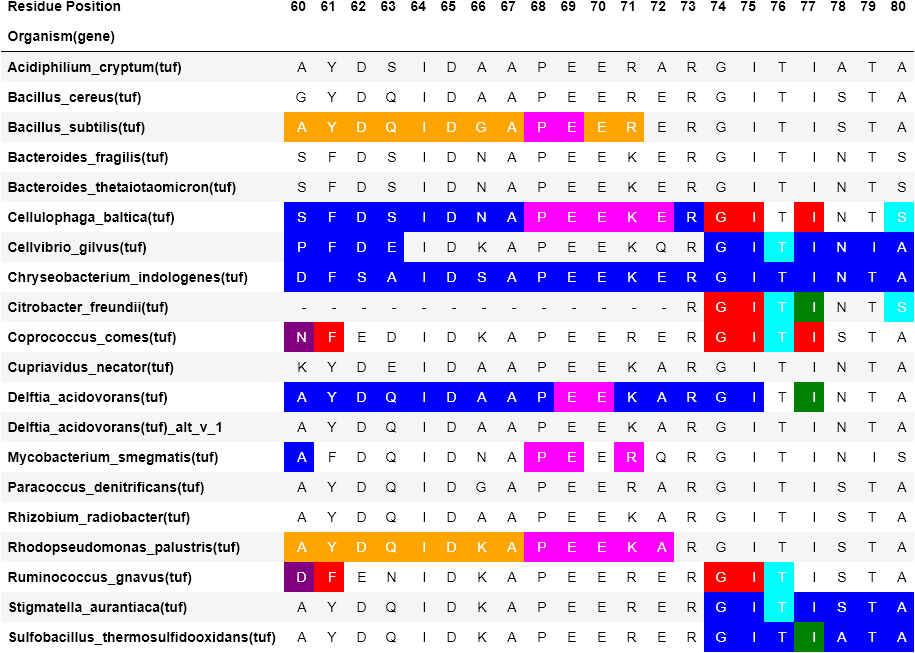 Residue Position 60 61 62 63 64 65 66 67 68 69 70 71 72 73 74 75 76 77 78 79 80
Organism(gene)
Acidiphilium_cryptum(tuf) A Y D S I D A A P E E R A R G I T I A T A
Bacillus_cereus(tuf) G Y D Q I D A A P E E R E R G I T I S T A
Bacillus_subtilis(tuf) A Y D Q I D G A P E E R E R G I T I S T A
Bacteroides_fragilis(tuf) S F D S I D N A P E E K E R G I T I N T S
Bacteroides_thetaiotaomicron(tuf) S F D S I D N A P E E K E R G I T I N T S
Cellulophaga_baltica(tuf) S F D S I D N A P E E K E R G I T I N T S
Cellvibrio_gilvus(tuf) P F D E I D K A P E E K Q R G I T I N I A
Chryseobacterium_indologenes(tuf) D F S A I D S A P E E K E R G I T I N T A
Citrobacter_freundii(tuf) - - - - - - - - - - - - - R G I T I N T S
Coprococcus_comes(tuf) N F E D I D K A P E E R E R G I T I S T A
Cupriavidus_necator(tuf) K Y D E I D A A P E E K A R G I T I N T A
Delftia_acidovorans(tuf) A Y D Q I D A A P E E K A R G I T I N T A
Delftia_acidovorans(tuf)_alt_v_1 A Y D Q I D A A P E E K A R G I T I N T A
Mycobacterium_smegmatis(tuf) A F D Q I D N A P E E R Q R G I T I N I S
Paracoccus_denitrificans(tuf) A Y D Q I D G A P E E R A R G I T I S T A
Rhizobium_radiobacter(tuf) A Y D Q I D A A P E E K A R G I T I S T A
Rhodopseudomonas_palustris(tuf) A Y D Q I D K A P E E K A R G I T I S T A
Ruminococcus_gnavus(tuf) D F E N I D K A P E E R E R G I T I S T A
Stigmatella_aurantiaca(tuf) A Y D Q I D K A P E E R E R G I T I S T A
Sulfobacillus_thermosulfidooxidans(tuf) A Y D Q I D K A P E E R E R G I T I A T A